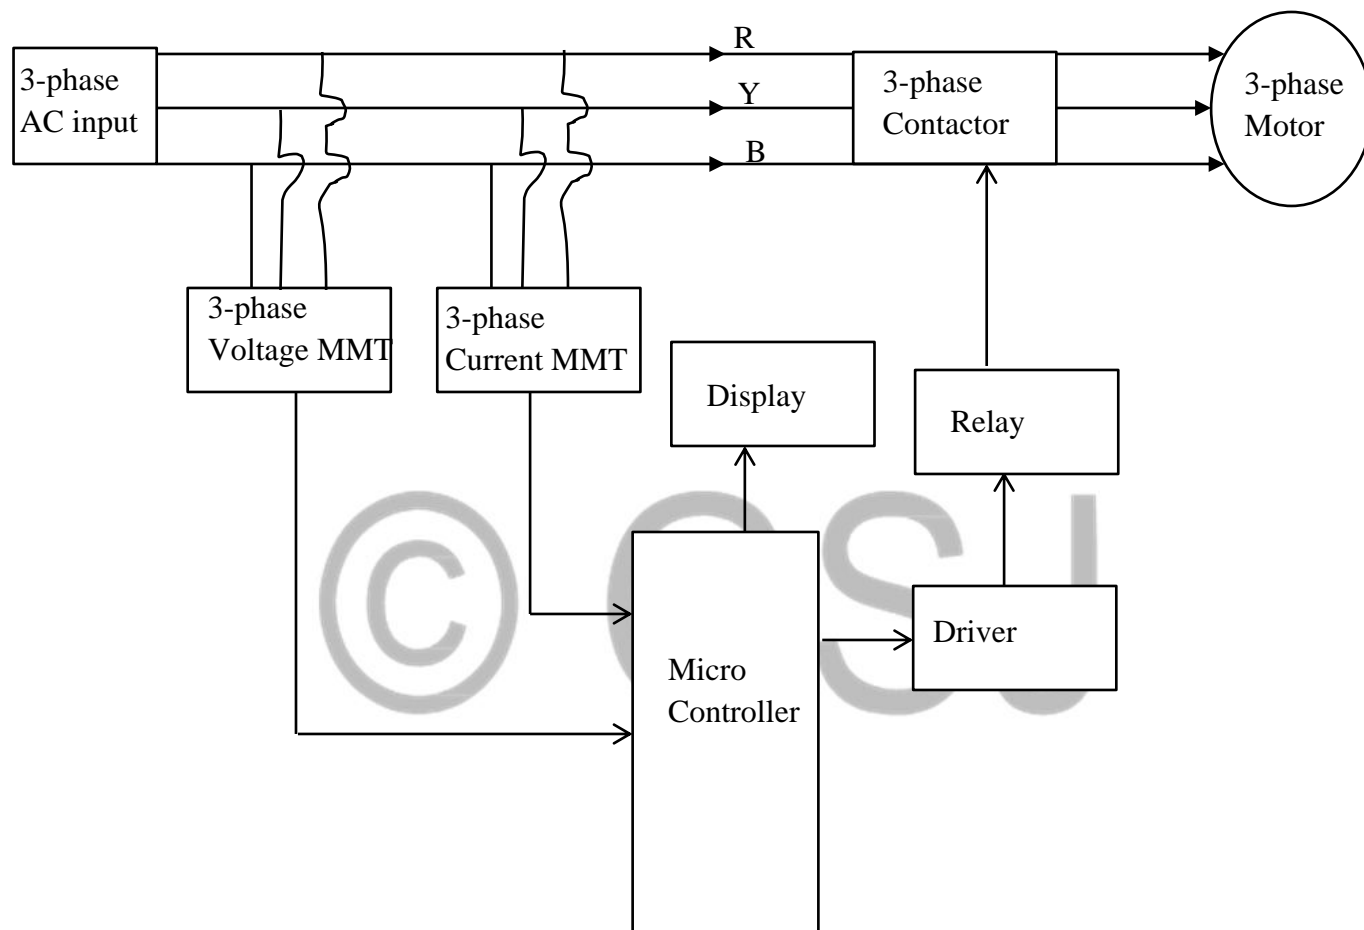 R
3-phase
AC input
Y
3-phase
Contactor
3-phase
Motor
B
3-phase
Voltage MMT
3-phase
Current MMT
Display
Relay
© GSJ
Driver
Micro
Controller